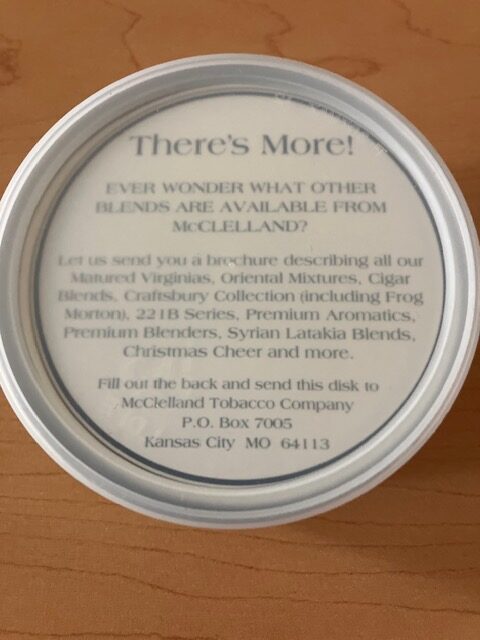 There's More!
EVER WONDER WHAT OTHER
BLENDS ARE AVAILABLE FROM
McCLELLAND?
Let us send you a brochure describing all our
Matured Virginias, Oriental Mixtures, Cigar
Blends, Craftsbury Collection (including Frog
Morton), 221B Series, Premium Aromatics,
Premium Blenders, Syrian Latakia Blends,
Christmas Cheer and more.
Fill out the back and send this disk to
McClelland Tobacco Company
P.O. Box 7005
Kansas City MO 64113